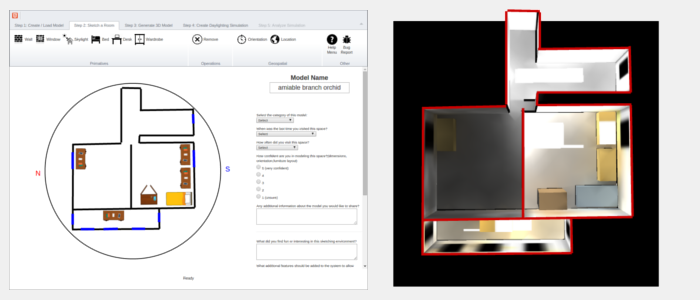 Step 1: Create / Load Model Step 2: Sketch a Room Step 3: Generate 3D Model Step 4: Create Daylighting Simulation Step 5: Analyze Simulation
Wall Window Skylight Bed Desk Wardrobe Remove Orientation Location Help Menu Bug Report
Primitives Operations Geospatial Other
Model Name
amiable branch orchid
Select the category of this model
Select
When was the last time you visited this space?
Select
How often did you visit this space?
Select
How confident are you in modeling this space?(dimensions, orientation, furniture layout)
5 (very confident)
4
3
2
1 (unsure)
Any additional information about the model you would like to share?
What did you find fun or interesting in this sketching environment?
What additional features should be added to the system to allow
N
S
Ready